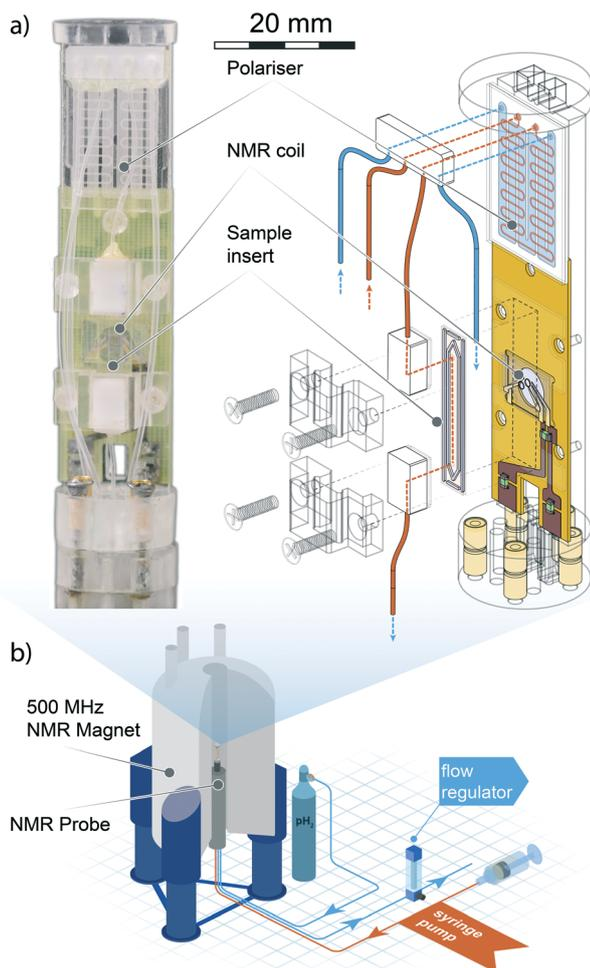 a)
20 mm
Polariser
NMR coil
Sample
insert
b)
500 MHz
NMR Magnet
NMR Probe
pH₂
flow
regulator
syringe
pump